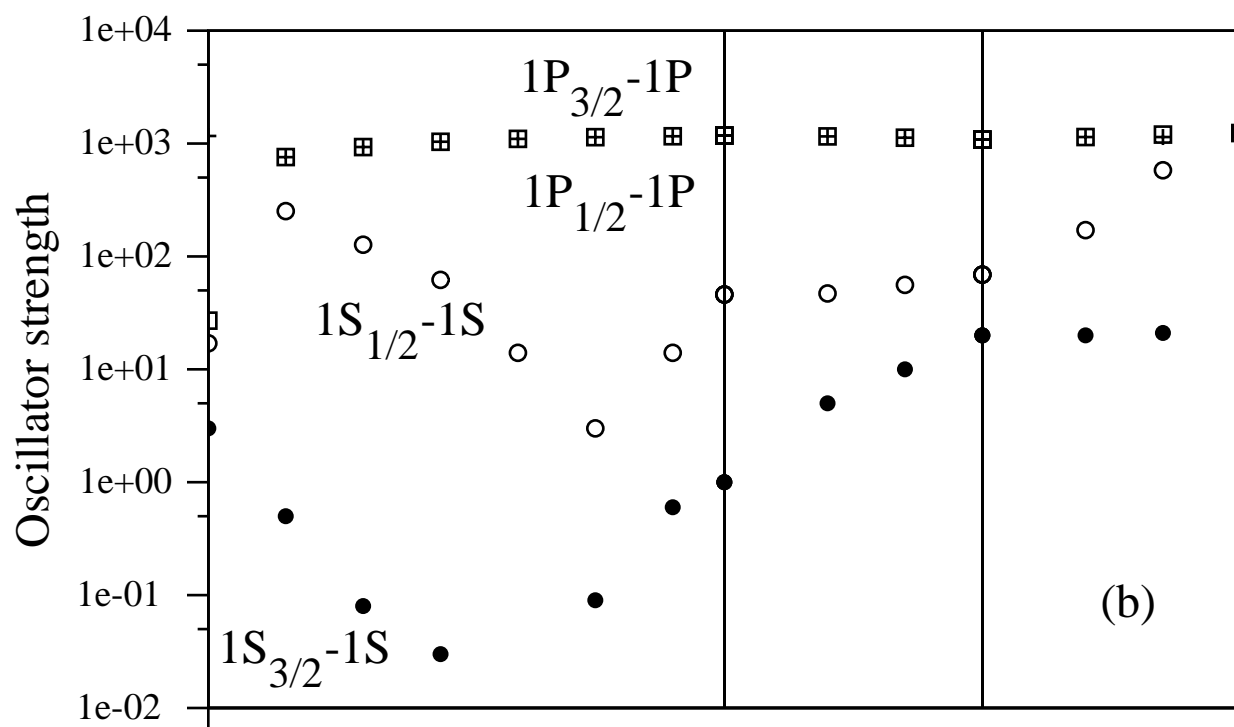 1e+04
1P3/2-1P
1e+03
1P1/2-1P
1e+02
1S1/2-1S
1e+01
1e+00
1e-01
(b)
1S3/2-1S
1e-02
Oscillator strength